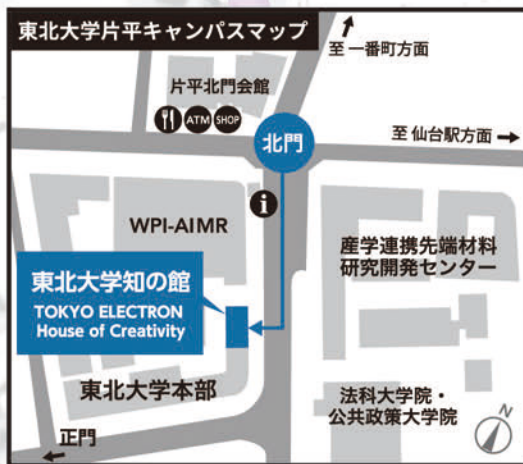 東北大学片平キャンパスマップ
至 一番町方面
片平北門会館
ATM SHOP
北門
至 仙台駅方面
i
WPI-AIMR
産学連携先端材料
研究開発センター
東北大学知の館
TOKYO ELECTRON
House of Creativity
東北大学本部
法科大学院・
公共政策大学院
正門
N